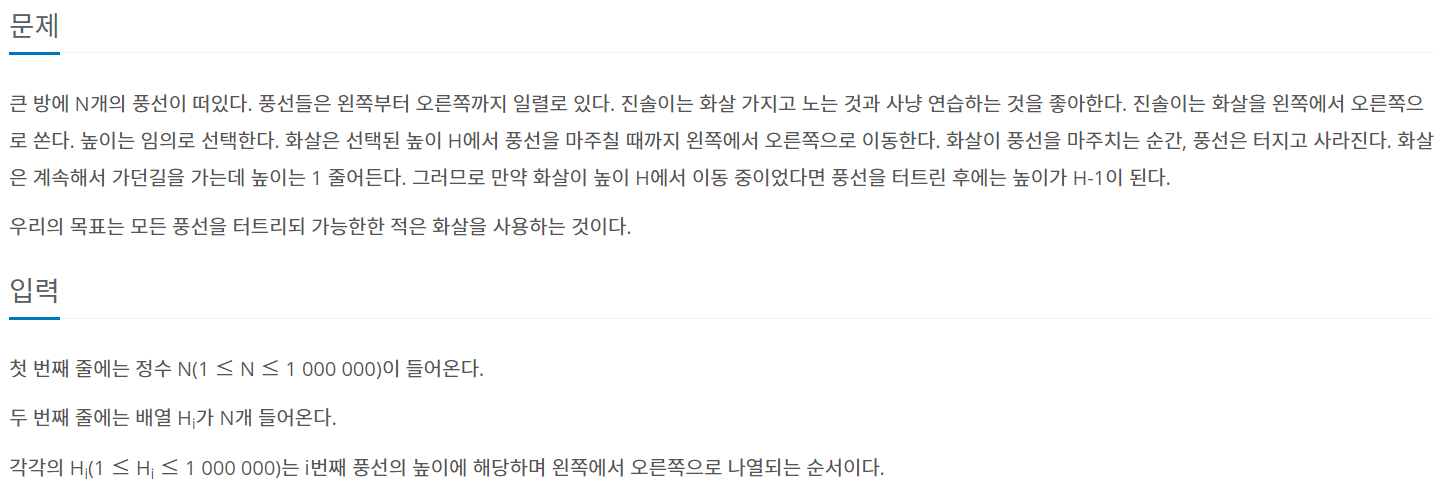 문제
큰 방에 N개의 풍선이 떠있다. 풍선들은 왼쪽부터 오른쪽까지 일렬로 있다. 진솔이는 화살 가지고 노는 것과 사냥 연습하는 것을 좋아한다. 진솔이는 화살을 왼쪽에서 오른쪽으
로 쏜다. 높이는 임의로 선택한다. 화살은 선택된 높이 H에서 풍선을 마주칠 때까지 왼쪽에서 오른쪽으로 이동한다. 화살이 풍선을 마주치는 순간, 풍선은 터지고 사라진다. 화살
은 계속해서 가던길을 가는데 높이는 1 줄어든다. 그러므로 만약 화살이 높이 H에서 이동 중이었다면 풍선을 터트린 후에는 높이가 H-1이 된다.
우리의 목표는 모든 풍선을 터트리되 가능한한 적은 화살을 사용하는 것이다.
입력
첫 번째 줄에는 정수 N(1 ≤ N ≤ 1 000 000)이 들어온다.
두 번째 줄에는 배열 Hi가 N개 들어온다.
각각의 Hi(1 ≤ Hi ≤ 1 000 000)는 i번째 풍선의 높이에 해당하며 왼쪽에서 오른쪽으로 나열되는 순서이다.